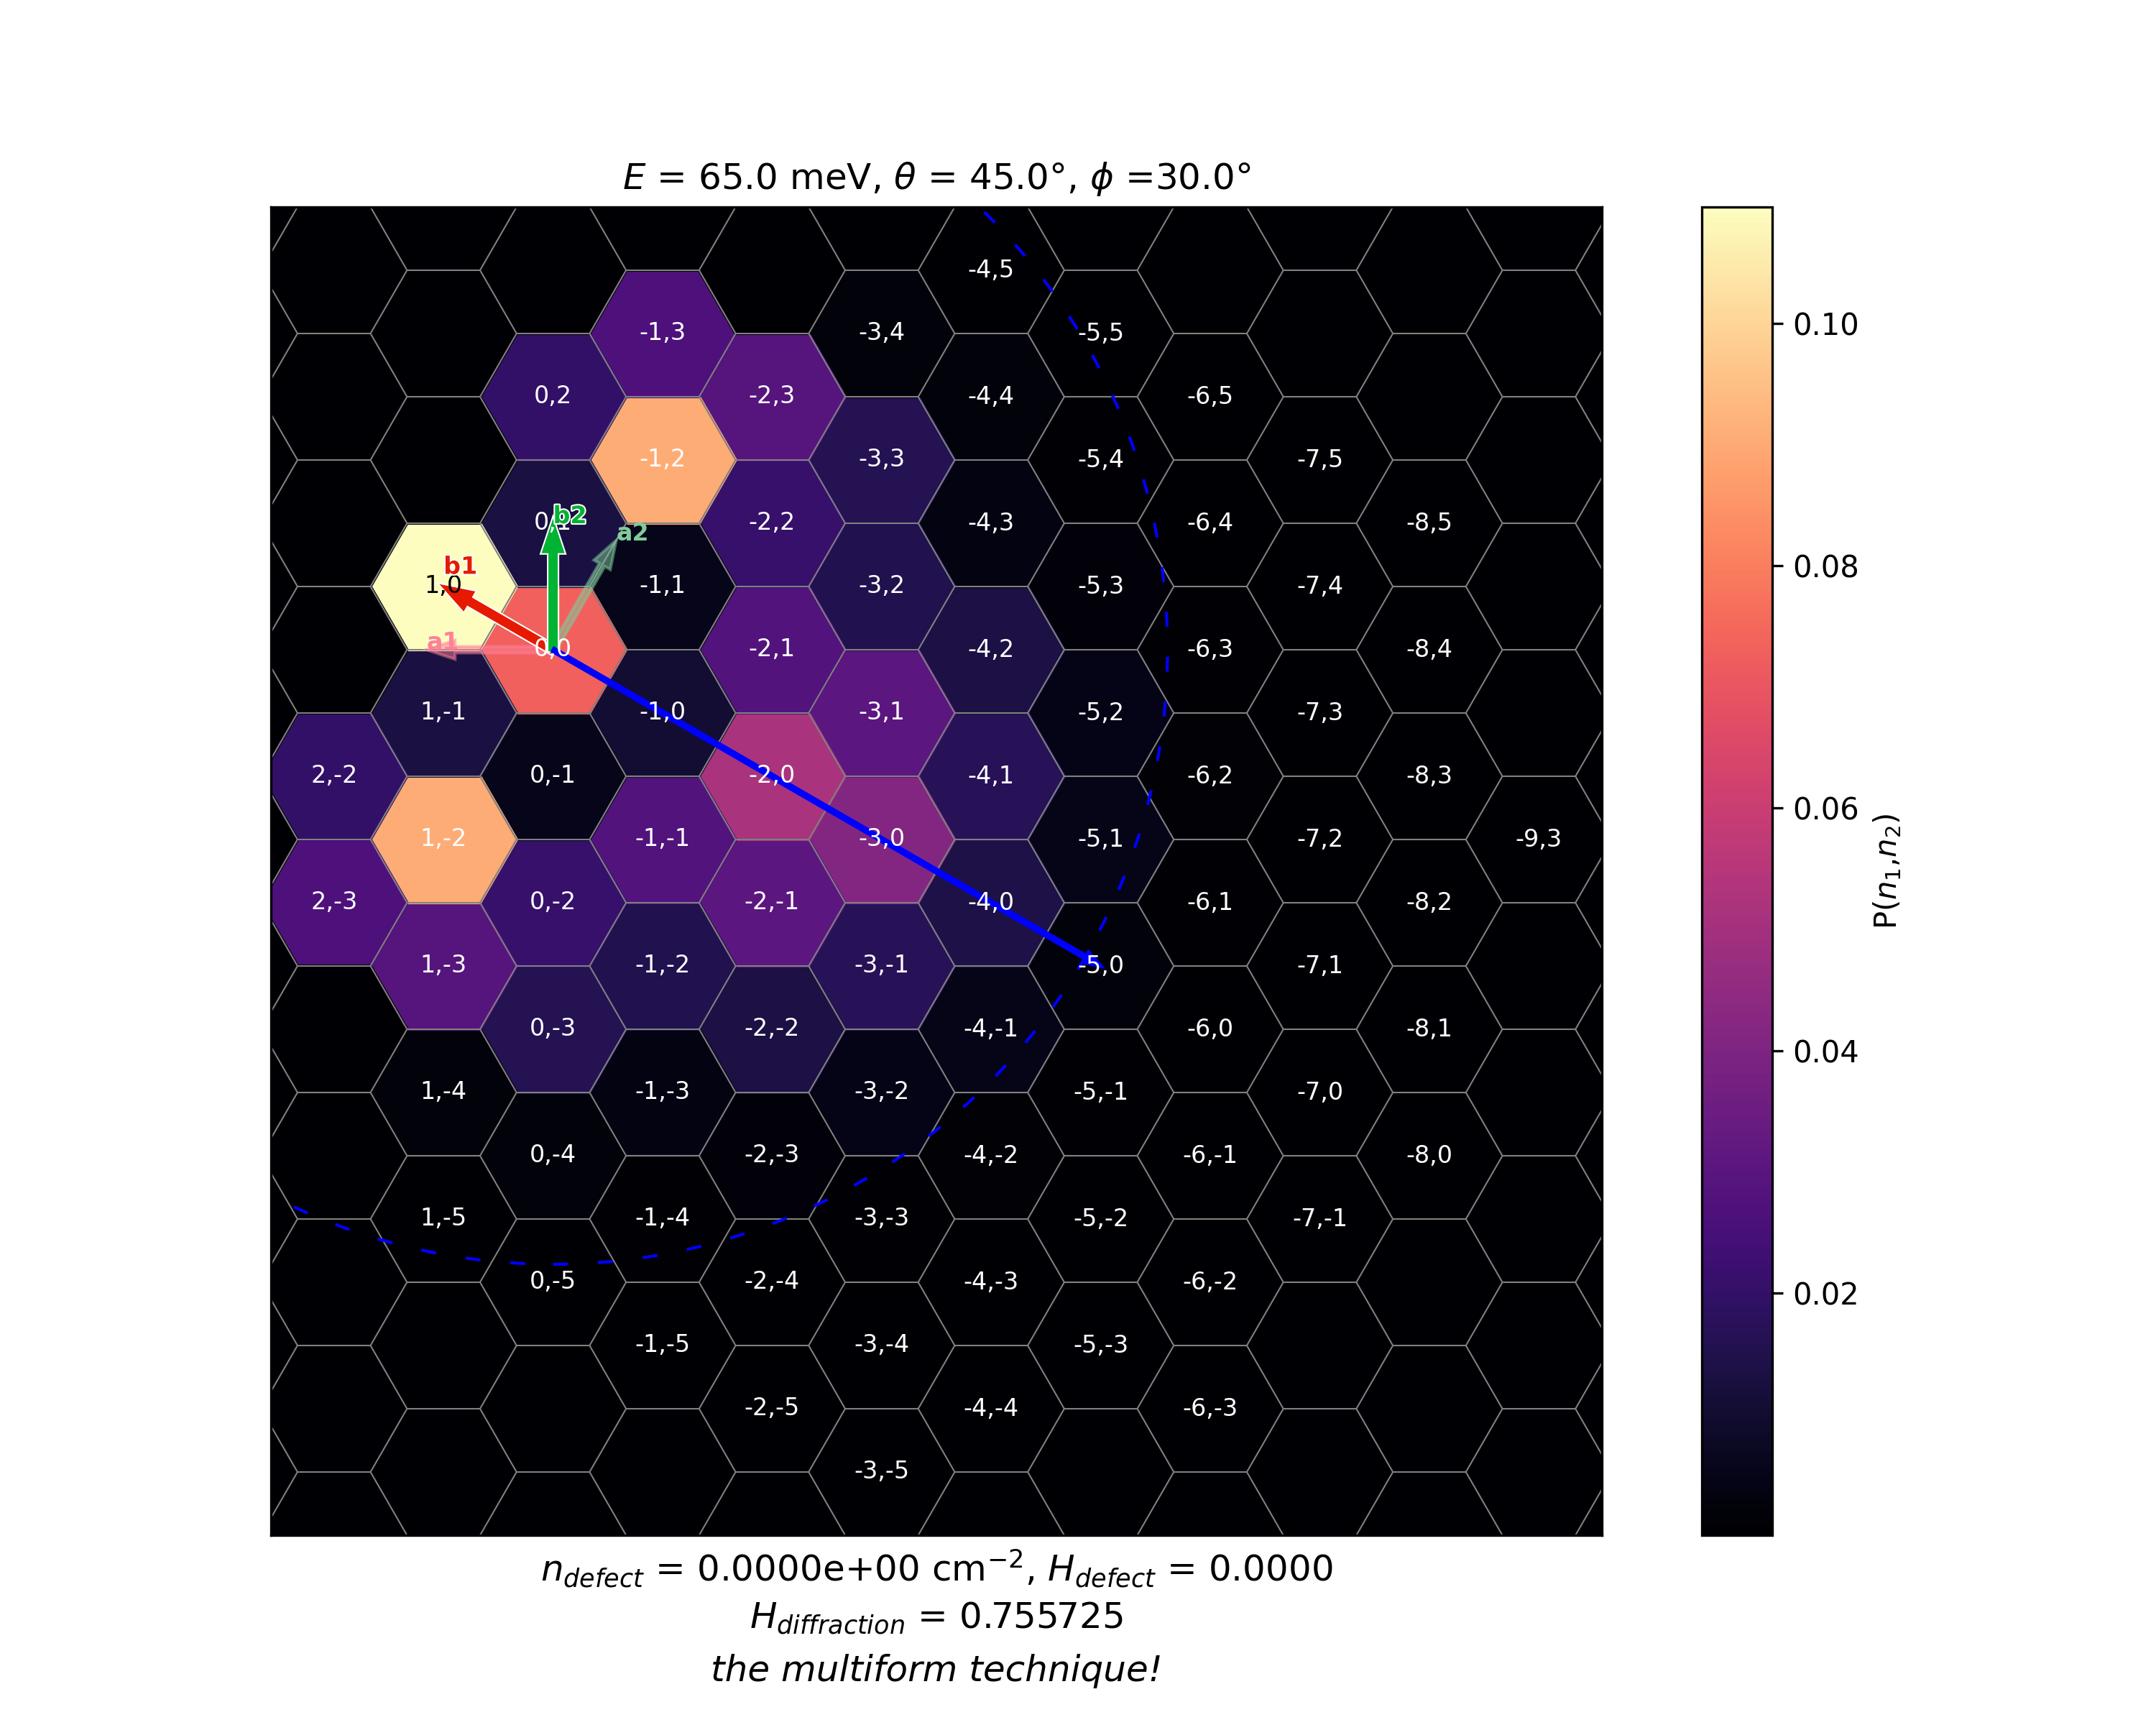 E = 65.0 meV, θ = 45.0°, ϕ =30.0°
-4,5
-1,3 -3,4 -5,5
0,2 -2,3 -4,4 -6,5
-1,2 -3,3 -5,4 -7,5
0,1 b2 a2 -2,2 -4,3 -6,4 -8,5
b1
1,0 -1,1 -3,2 -5,3 -7,4
a1 0,0 -2,1 -4,2 -6,3 -8,4
1,-1 -1,0 -3,1 -5,2 -7,3
2,-2 0,-1 -2,0 -4,1 -6,2 -8,3
1,-2 -1,-1 -3,0 -5,1 -7,2 -9,3
2,-3 0,-2 -2,-1 -4,0 -6,1 -8,2
1,-3 -1,-2 -3,-1 -5,0 -7,1
0,-3 -2,-2 -4,-1 -6,0 -8,1
1,-4 -1,-3 -3,-2 -5,-1 -7,0
0,-4 -2,-3 -4,-2 -6,-1 -8,0
1,-5 -1,-4 -3,-3 -5,-2 -7,-1
0,-5 -2,-4 -4,-3 -6,-2
-1,-5 -3,-4 -5,-3
-2,-5 -4,-4 -6,-3
-3,-5
0.10
0.08
0.06
0.04
0.02
P(n₁,n₂)
n_defect = 0.0000e+00 cm⁻², H_defect = 0.0000
H_diffraction = 0.755725
the multiform technique!